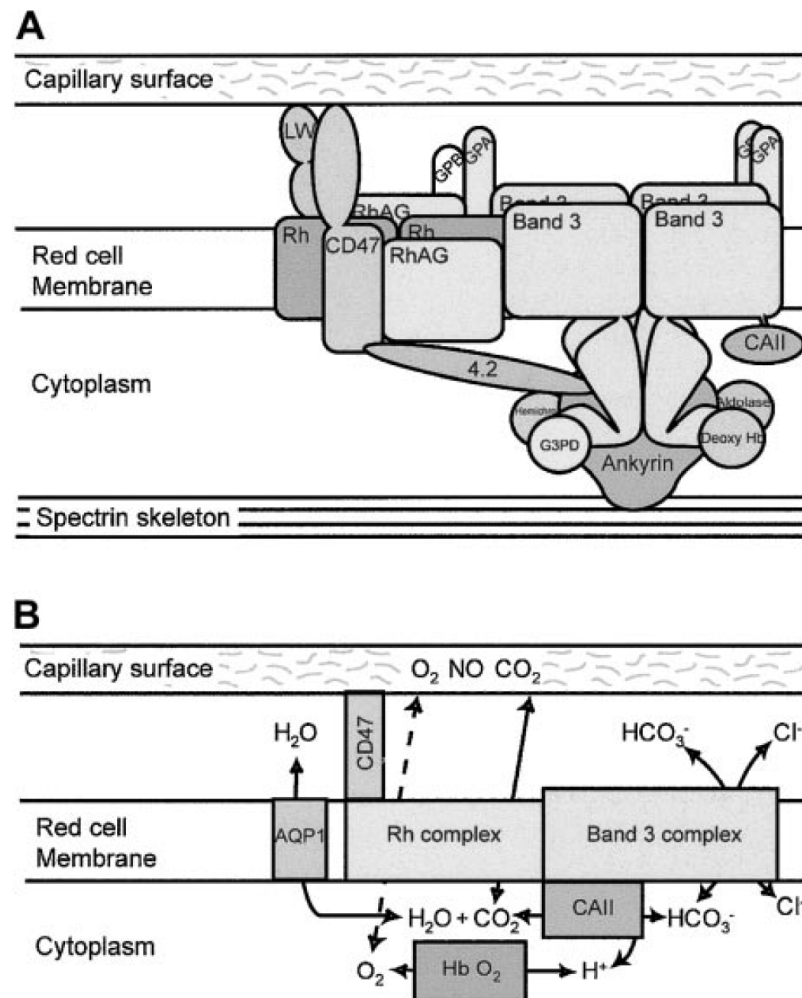 A
Capillary surface
LW
GPB
GPA
GPA
RhAG
Band 3
Band 3
Rh
Rh
CD47
RhAG
Band 3
Band 3
Red cell
Membrane
CAII
Cytoplasm
4.2
Aldolase
G3PD
Deoxy Hb
Ankyrin
Spectrin skeleton
B
Capillary surface
O₂ NO CO₂
H₂O
CD47
HCO₃⁻
Cl⁻
Red cell
Membrane
AQP1
Rh complex
Band 3 complex
Cytoplasm
H₂O + CO₂
CAII
HCO₃⁻
Cl⁻
O₂
Hb O₂
H⁺